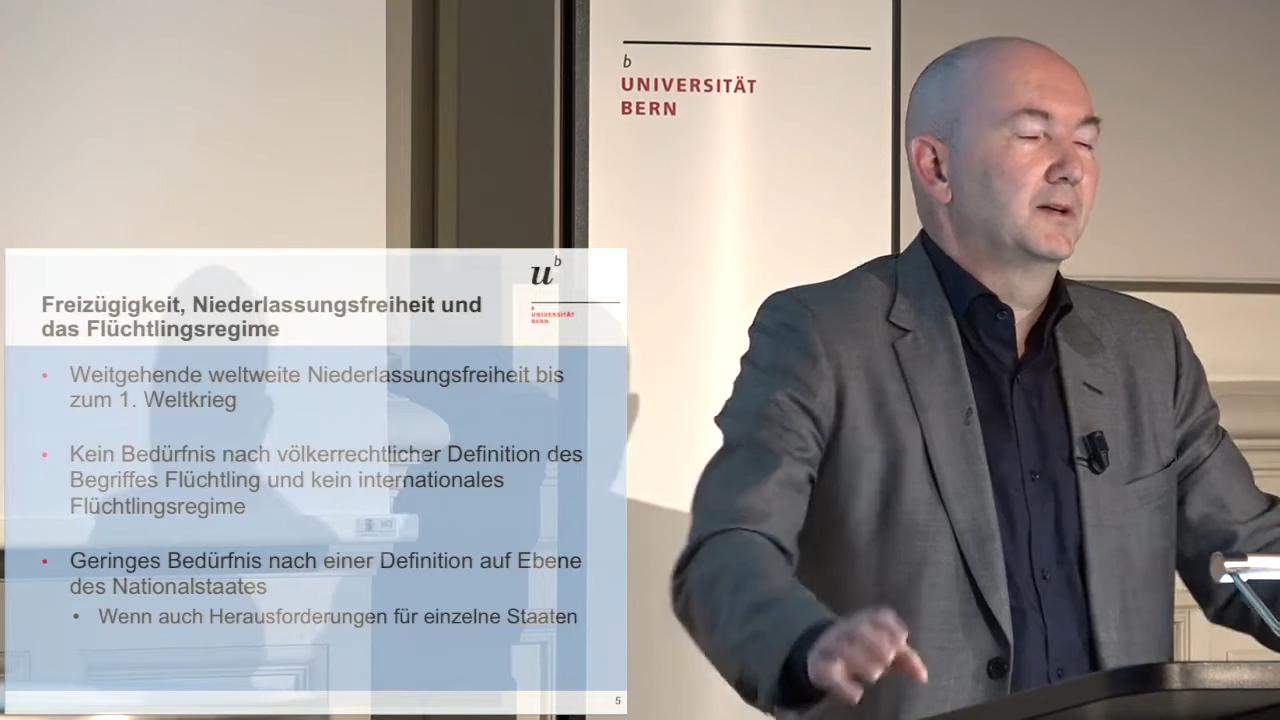 b
UNIVERSITÄT
BERN
u b
b
UNIVERSITÄT
BERN
Freizügigkeit, Niederlassungsfreiheit und
das Flüchtlingsregime
• Weitgehende weltweite Niederlassungsfreiheit bis
zum 1. Weltkrieg
• Kein Bedürfnis nach völkerrechtlicher Definition des
Begriffes Flüchtling und kein internationales
Flüchtlingsregime
• Geringes Bedürfnis nach einer Definition auf Ebene
des Nationalstaates
• Wenn auch Herausforderungen für einzelne Staaten
5